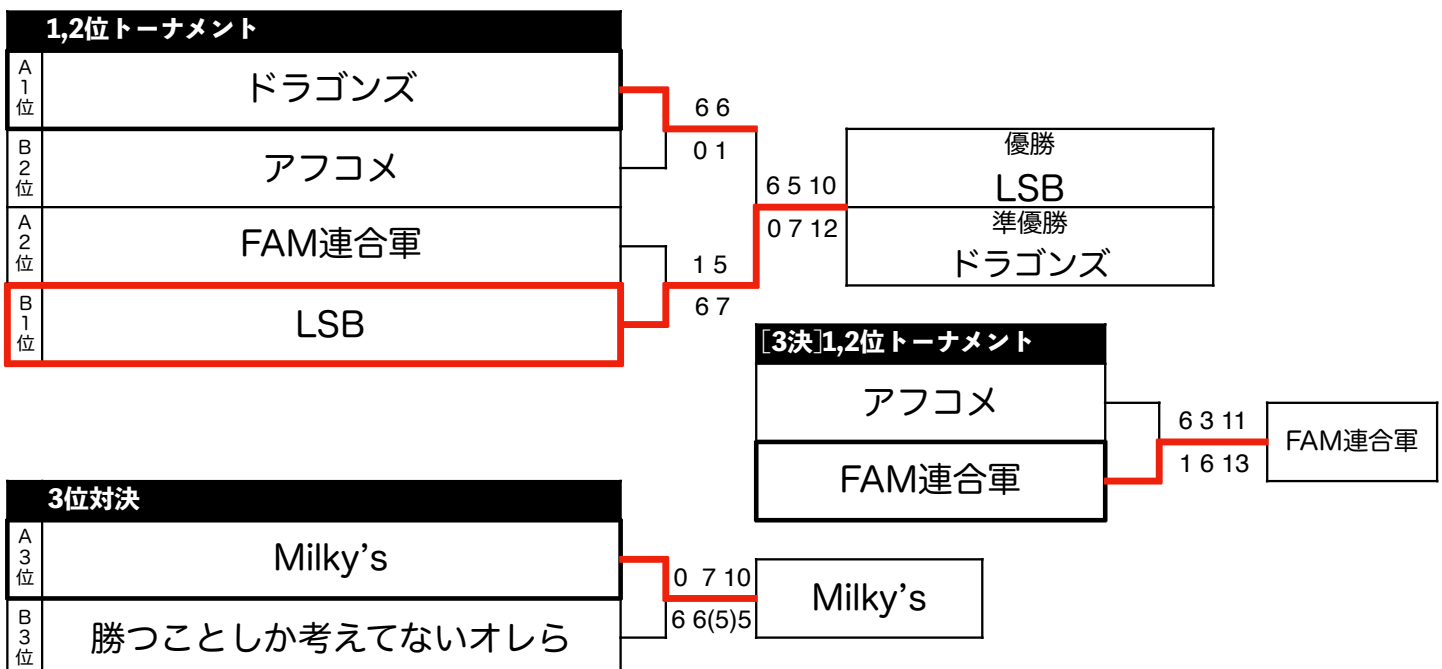 1,2位トーナメント
A1位
ドラゴンズ
6 6
B2位
アフコメ
0 1
優勝
6 5 10
LSB
A2位
FAM連合軍
0 7 12
準優勝
ドラゴンズ
1 5
B1位
LSB
6 7
[3決]1,2位トーナメント
アフコメ
6 3 11
FAM連合軍
FAM連合軍
1 6 13
3位対決
A3位
Milky’s
0 7 10
Milky’s
B3位
勝つことしか考えてないオレら
6 6(5)5